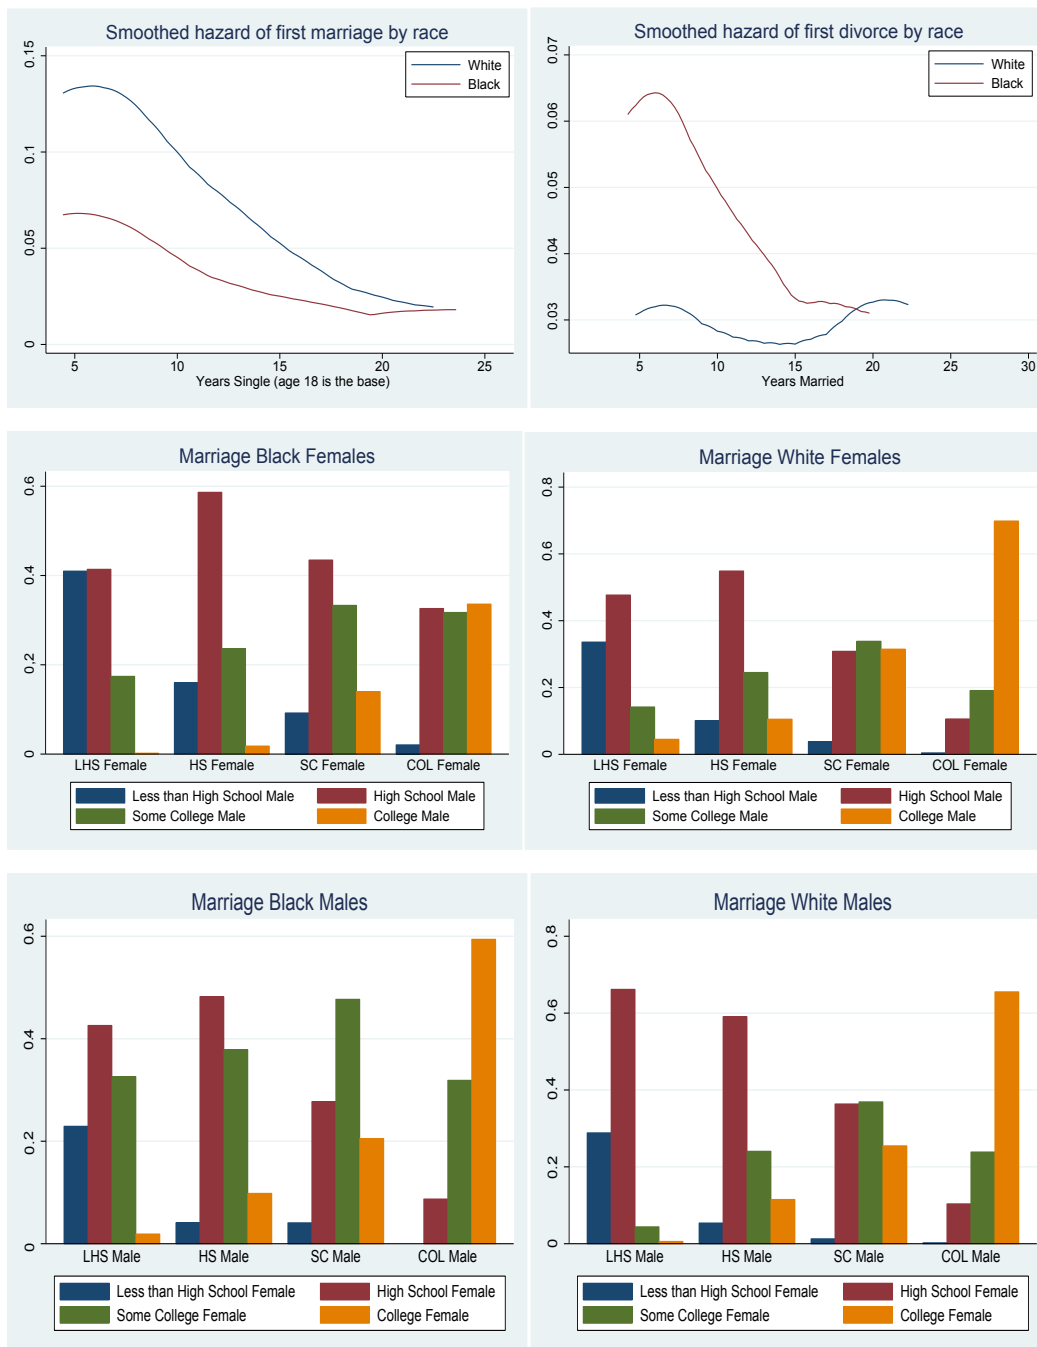 Smoothed hazard of first marriage by race
White
Black
0.15
0.1
0.05
0
5 10 15 20 25
Years Single (age 18 is the base)
Smoothed hazard of first divorce by race
White
Black
0.07
0.06
0.05
0.04
0.03
5 10 15 20 25 30
Years Married
Marriage Black Females
0.6
0.4
0.2
0
LHS Female HS Female SC Female COL Female
Less than High School Male High School Male
Some College Male College Male
Marriage White Females
0.8
0.6
0.4
0.2
0
LHS Female HS Female SC Female COL Female
Less than High School Male High School Male
Some College Male College Male
Marriage Black Males
0.6
0.4
0.2
0
LHS Male HS Male SC Male COL Male
Less than High School Female High School Female
Some College Female College Female
Marriage White Males
0.8
0.6
0.4
0.2
0
LHS Male HS Male SC Male COL Male
Less than High School Female High School Female
Some College Female College Female